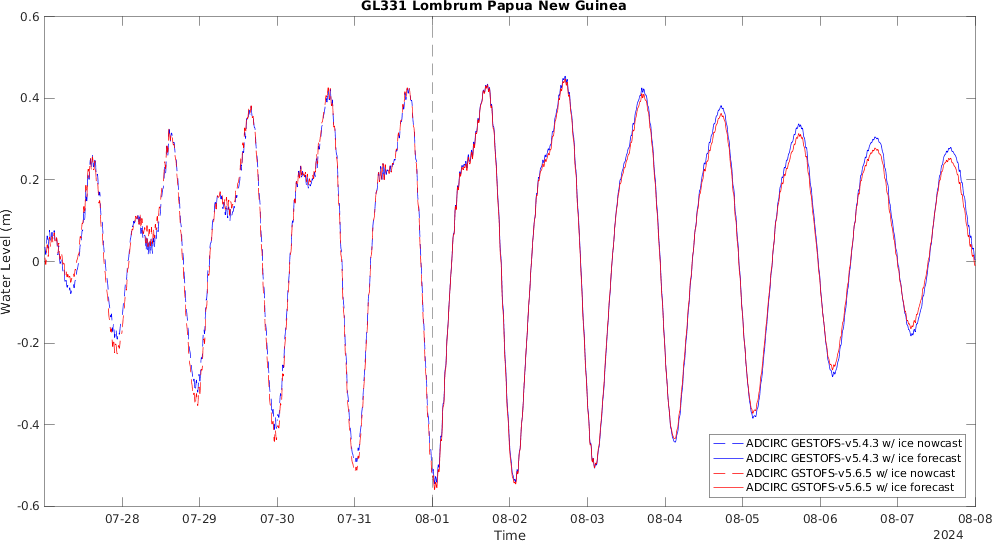 GL331 Lombrum Papua New Guinea
0.6
0.4
0.2
0
-0.2
-0.4
-0.6
Water Level (m)
ADCIRC GESTOFS-v5.4.3 w/ ice nowcast
ADCIRC GESTOFS-v5.4.3 w/ ice forecast
ADCIRC GSTOFS-v5.6.5 w/ ice nowcast
ADCIRC GSTOFS-v5.6.5 w/ ice forecast
07-28 07-29 07-30 07-31 08-01 08-02 08-03 08-04 08-05 08-06 08-07 08-08
Time
2024